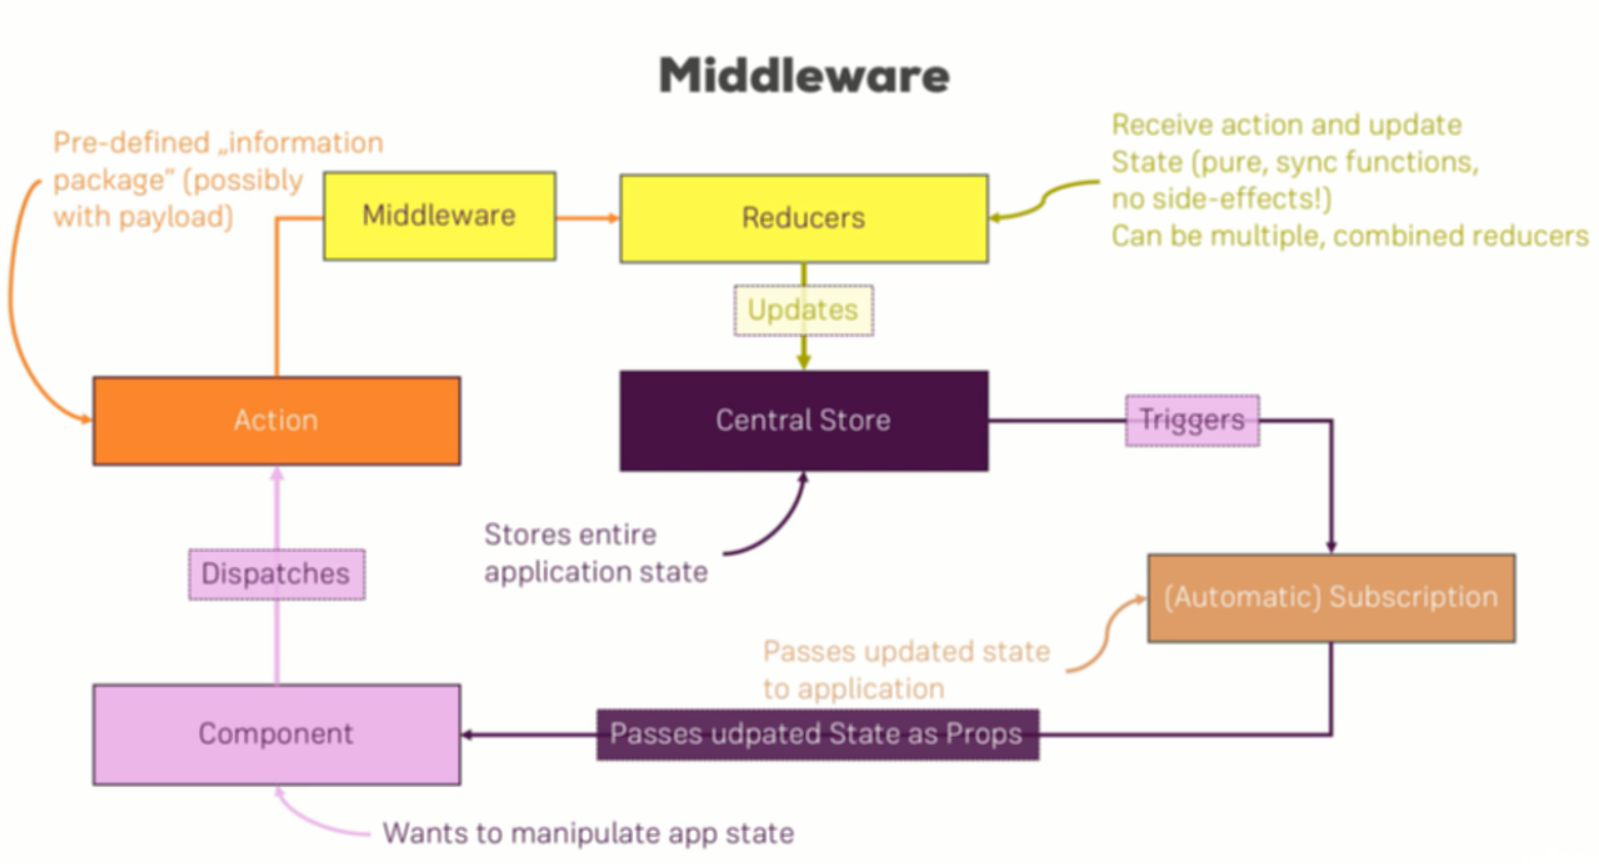 Middleware
Pre-defined „information
package“ (possibly
with payload)
Middleware
Reducers
Receive action and update
State (pure, sync functions,
no side-effects!)
Can be multiple, combined reducers
Updates
Action
Central Store
Triggers
Stores entire
application state
Dispatches
(Automatic) Subscription
Passes updated state
to application
Component
Passes udpated State as Props
Wants to manipulate app state